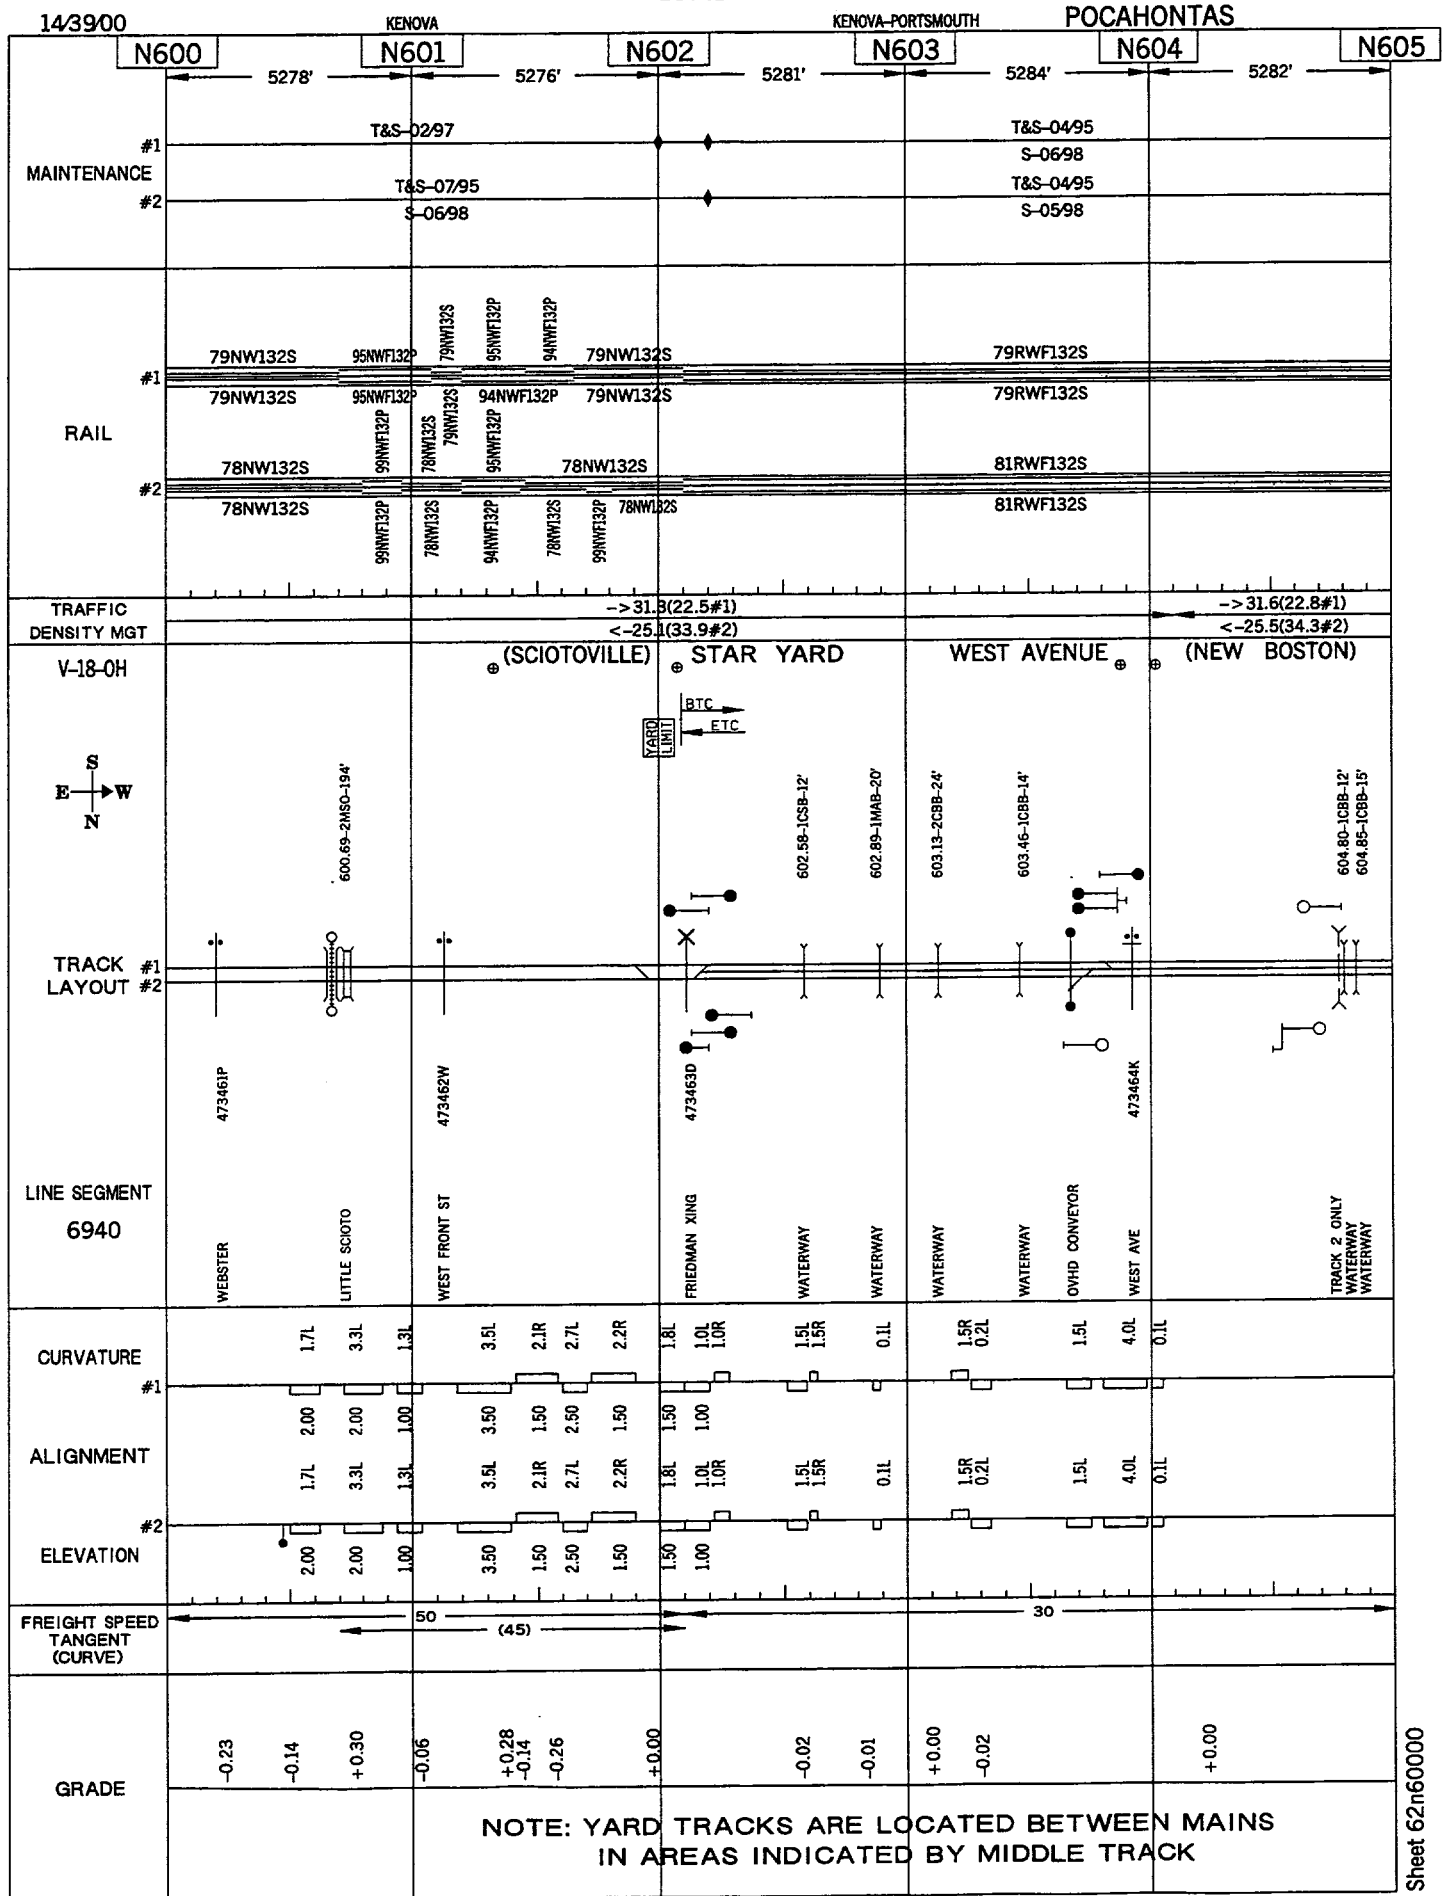 14/39/00
KENOVA
KENOVA-PORTSMOUTH
POCAHONTAS
N600
N601
N602
N603
N604
N605
5278'
5276'
5281'
5284'
5282'
MAINTENANCE
#1
T&S-02/97
T&S-04/95
S-06/98
#2
T&S-07/95
S-06/98
T&S-04/95
S-05/98
RAIL
79NW132S
95NWF132P
94NWF132P
79NW132S
95NWF132P
79NW132S
79RWF132S
#1
79NW132S
95NWF132P
94NWF132P
79NW132S
79RWF132S
99NWF132P
78NW132S
79NW132S
95NWF132P
78NW132S
78NW132S
81RWF132S
#2
78NW132S
78NW132S
81RWF132S
99NWF132P
78NW132S
94NWF132P
78NW132S
99NWF132P
TRAFFIC
DENSITY MGT
->31.3(22.5#1)
->31.6(22.8#1)
<-25.1(33.9#2)
<-25.5(34.3#2)
V-18-OH
(SCIOTOVILLE)
STAR YARD
WEST AVENUE
(NEW BOSTON)
BTC
ETC
YARD
LIMIT
S
E
W
N
600.69-2MSO-194'
602.58-1CSB-12'
602.89-1MAB-20'
603.13-2CBB-24'
603.46-1CBB-14'
604.80-1CBB-12'
604.85-1CBB-15'
TRACK
LAYOUT
#1
#2
473461P
473462W
473463D
473464K
LINE SEGMENT
6940
WEBSTER
LITTLE SCIOTO
WEST FRONT ST
FRIEDMAN XING
WATERWAY
WATERWAY
WATERWAY
WATERWAY
OVHD CONVEYOR
WEST AVE
TRACK 2 ONLY
WATERWAY
WATERWAY
CURVATURE
1.7L
3.3L
1.3L
3.5L
2.1R
2.7L
2.2R
1.8L
1.0L
1.0R
1.5L
1.5R
0.1L
1.5R
0.2L
1.5L
4.0L
0.1L
#1
2.00
2.00
1.00
3.50
1.50
2.50
1.50
1.50
1.00
ALIGNMENT
1.7L
3.3L
1.3L
3.5L
2.1R
2.7L
2.2R
1.8L
1.0L
1.0R
1.5L
1.5R
0.1L
1.5R
0.2L
1.5L
4.0L
0.1L
#2
ELEVATION
2.00
2.00
1.00
3.50
1.50
2.50
1.50
1.50
1.00
FREIGHT SPEED
TANGENT
(CURVE)
50
30
(45)
GRADE
-0.23
-0.14
+0.30
-0.06
+0.28
-0.14
-0.26
+0.00
-0.02
-0.01
+0.00
-0.02
+0.00
NOTE: YARD TRACKS ARE LOCATED BETWEEN MAINS
IN AREAS INDICATED BY MIDDLE TRACK
Sheet 62n60000